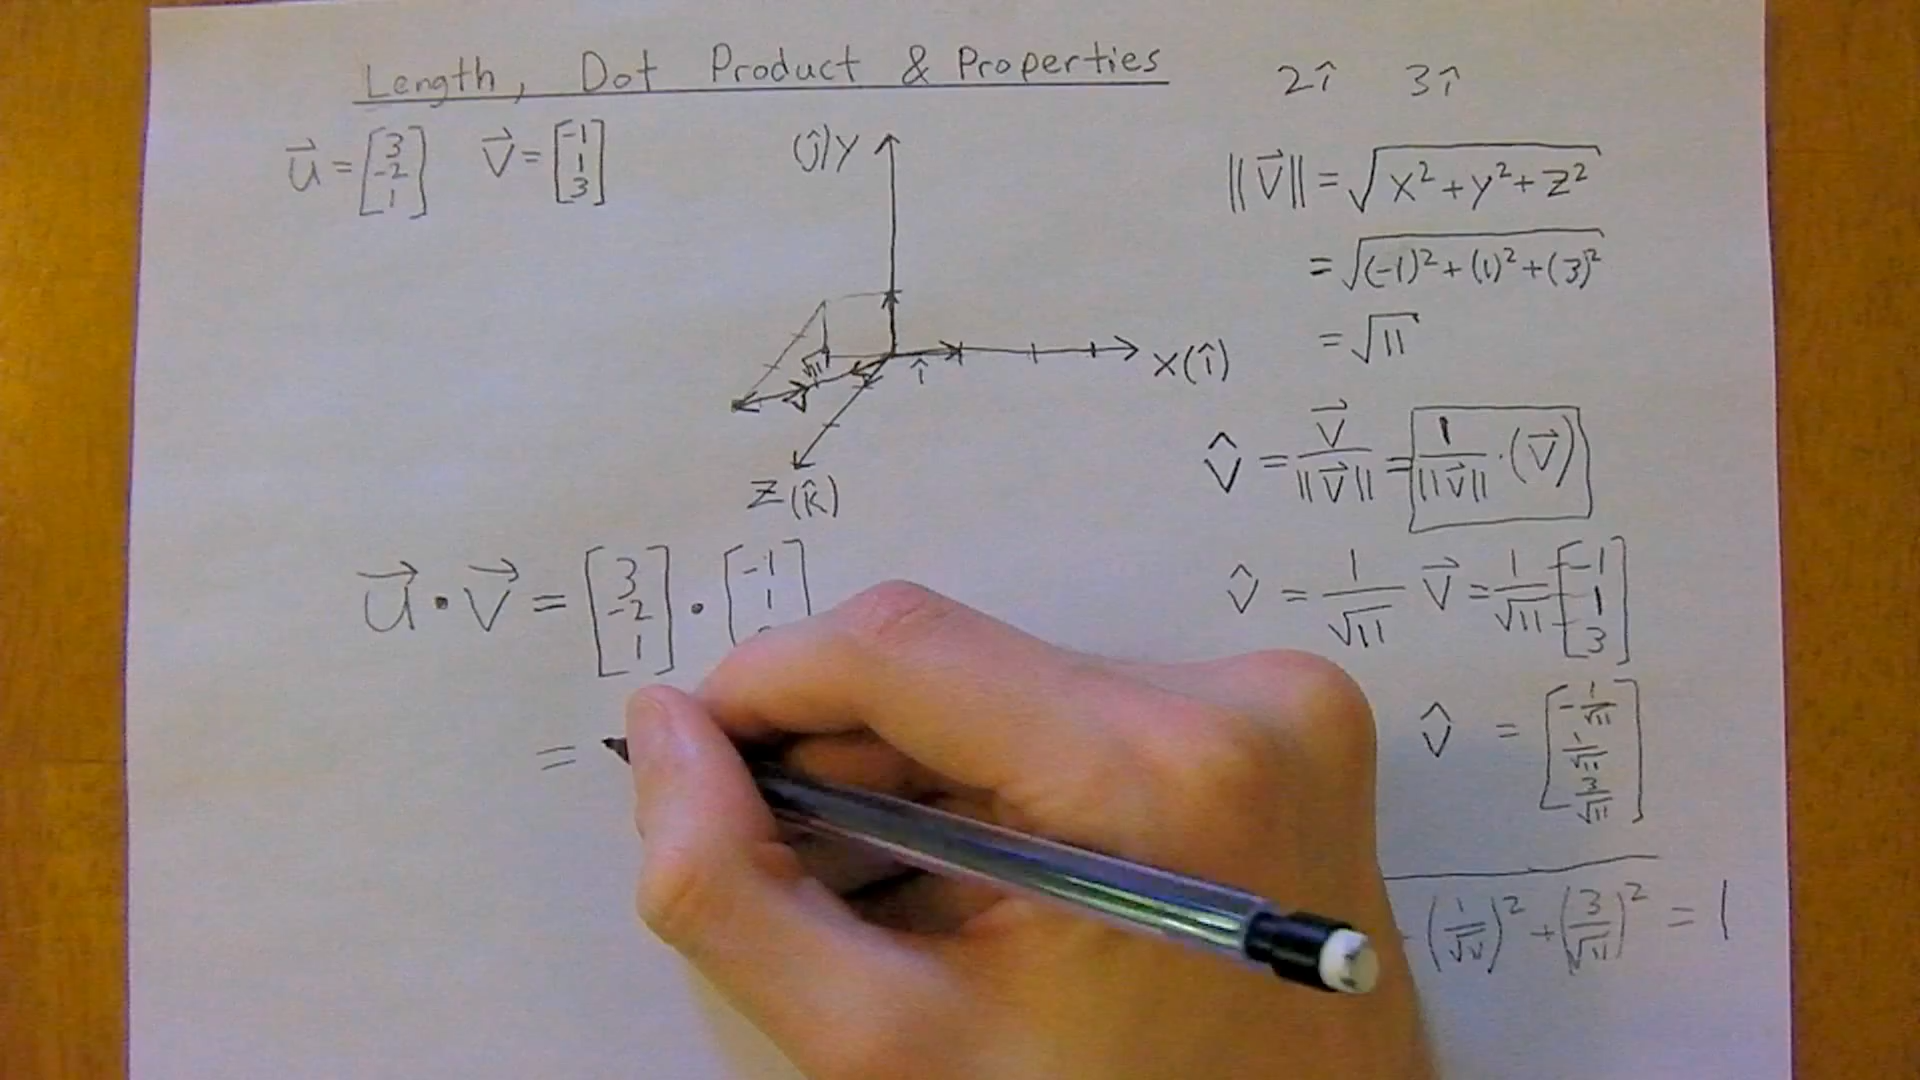 Length, Dot Product & Properties
u⃗ = [3 -2 1] v⃗ = [-1 1 3]
(ĵ)Y
î
X(î)
√11
Z(k̂)
u⃗ · v⃗ = [3 -2 1] · [-1 1
=
2î 3î
||v⃗|| = √(x² + y² + z²)
= √((-1)² + (1)² + (3)²)
= √11
v̂ = v⃗/||v⃗|| = 1/||v⃗|| · (v⃗)
v̂ = 1/√11 v⃗ = 1/√11 [-1 1 3]
v̂ = [-1/√11 1/√11 3/√11]
(1/√11)² + (3/√11)² = 1